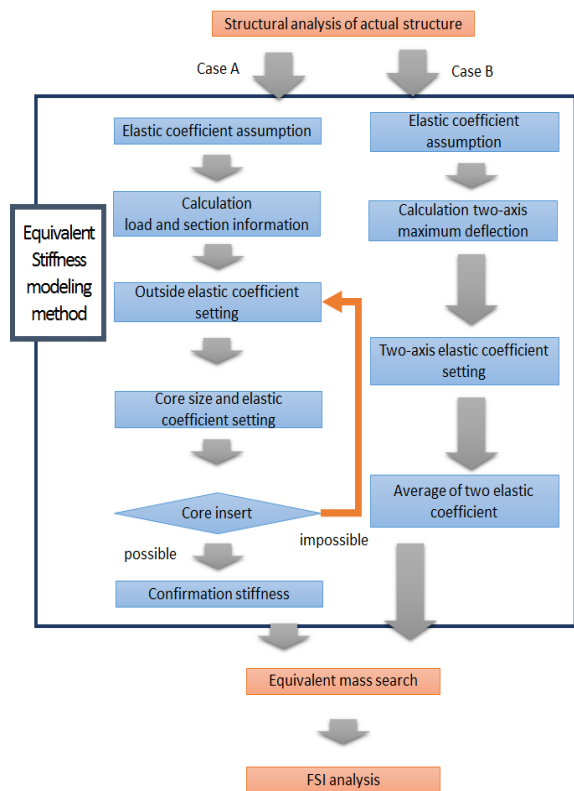 Structural analysis of actual structure
Case A
Case B
Elastic coefficient assumption
Calculation
load and section information
Outside elastic coefficient
setting
Core size and elastic
coefficient setting
Core insert
possible
impossible
Confirmation stiffness
Elastic coefficient
assumption
Calculation two-axis
maximum deflection
Two-axis elastic coefficient
setting
Average of two elastic
coefficient
Equivalent
Stiffness
modeling
method
Equivalent mass search
FSI analysis